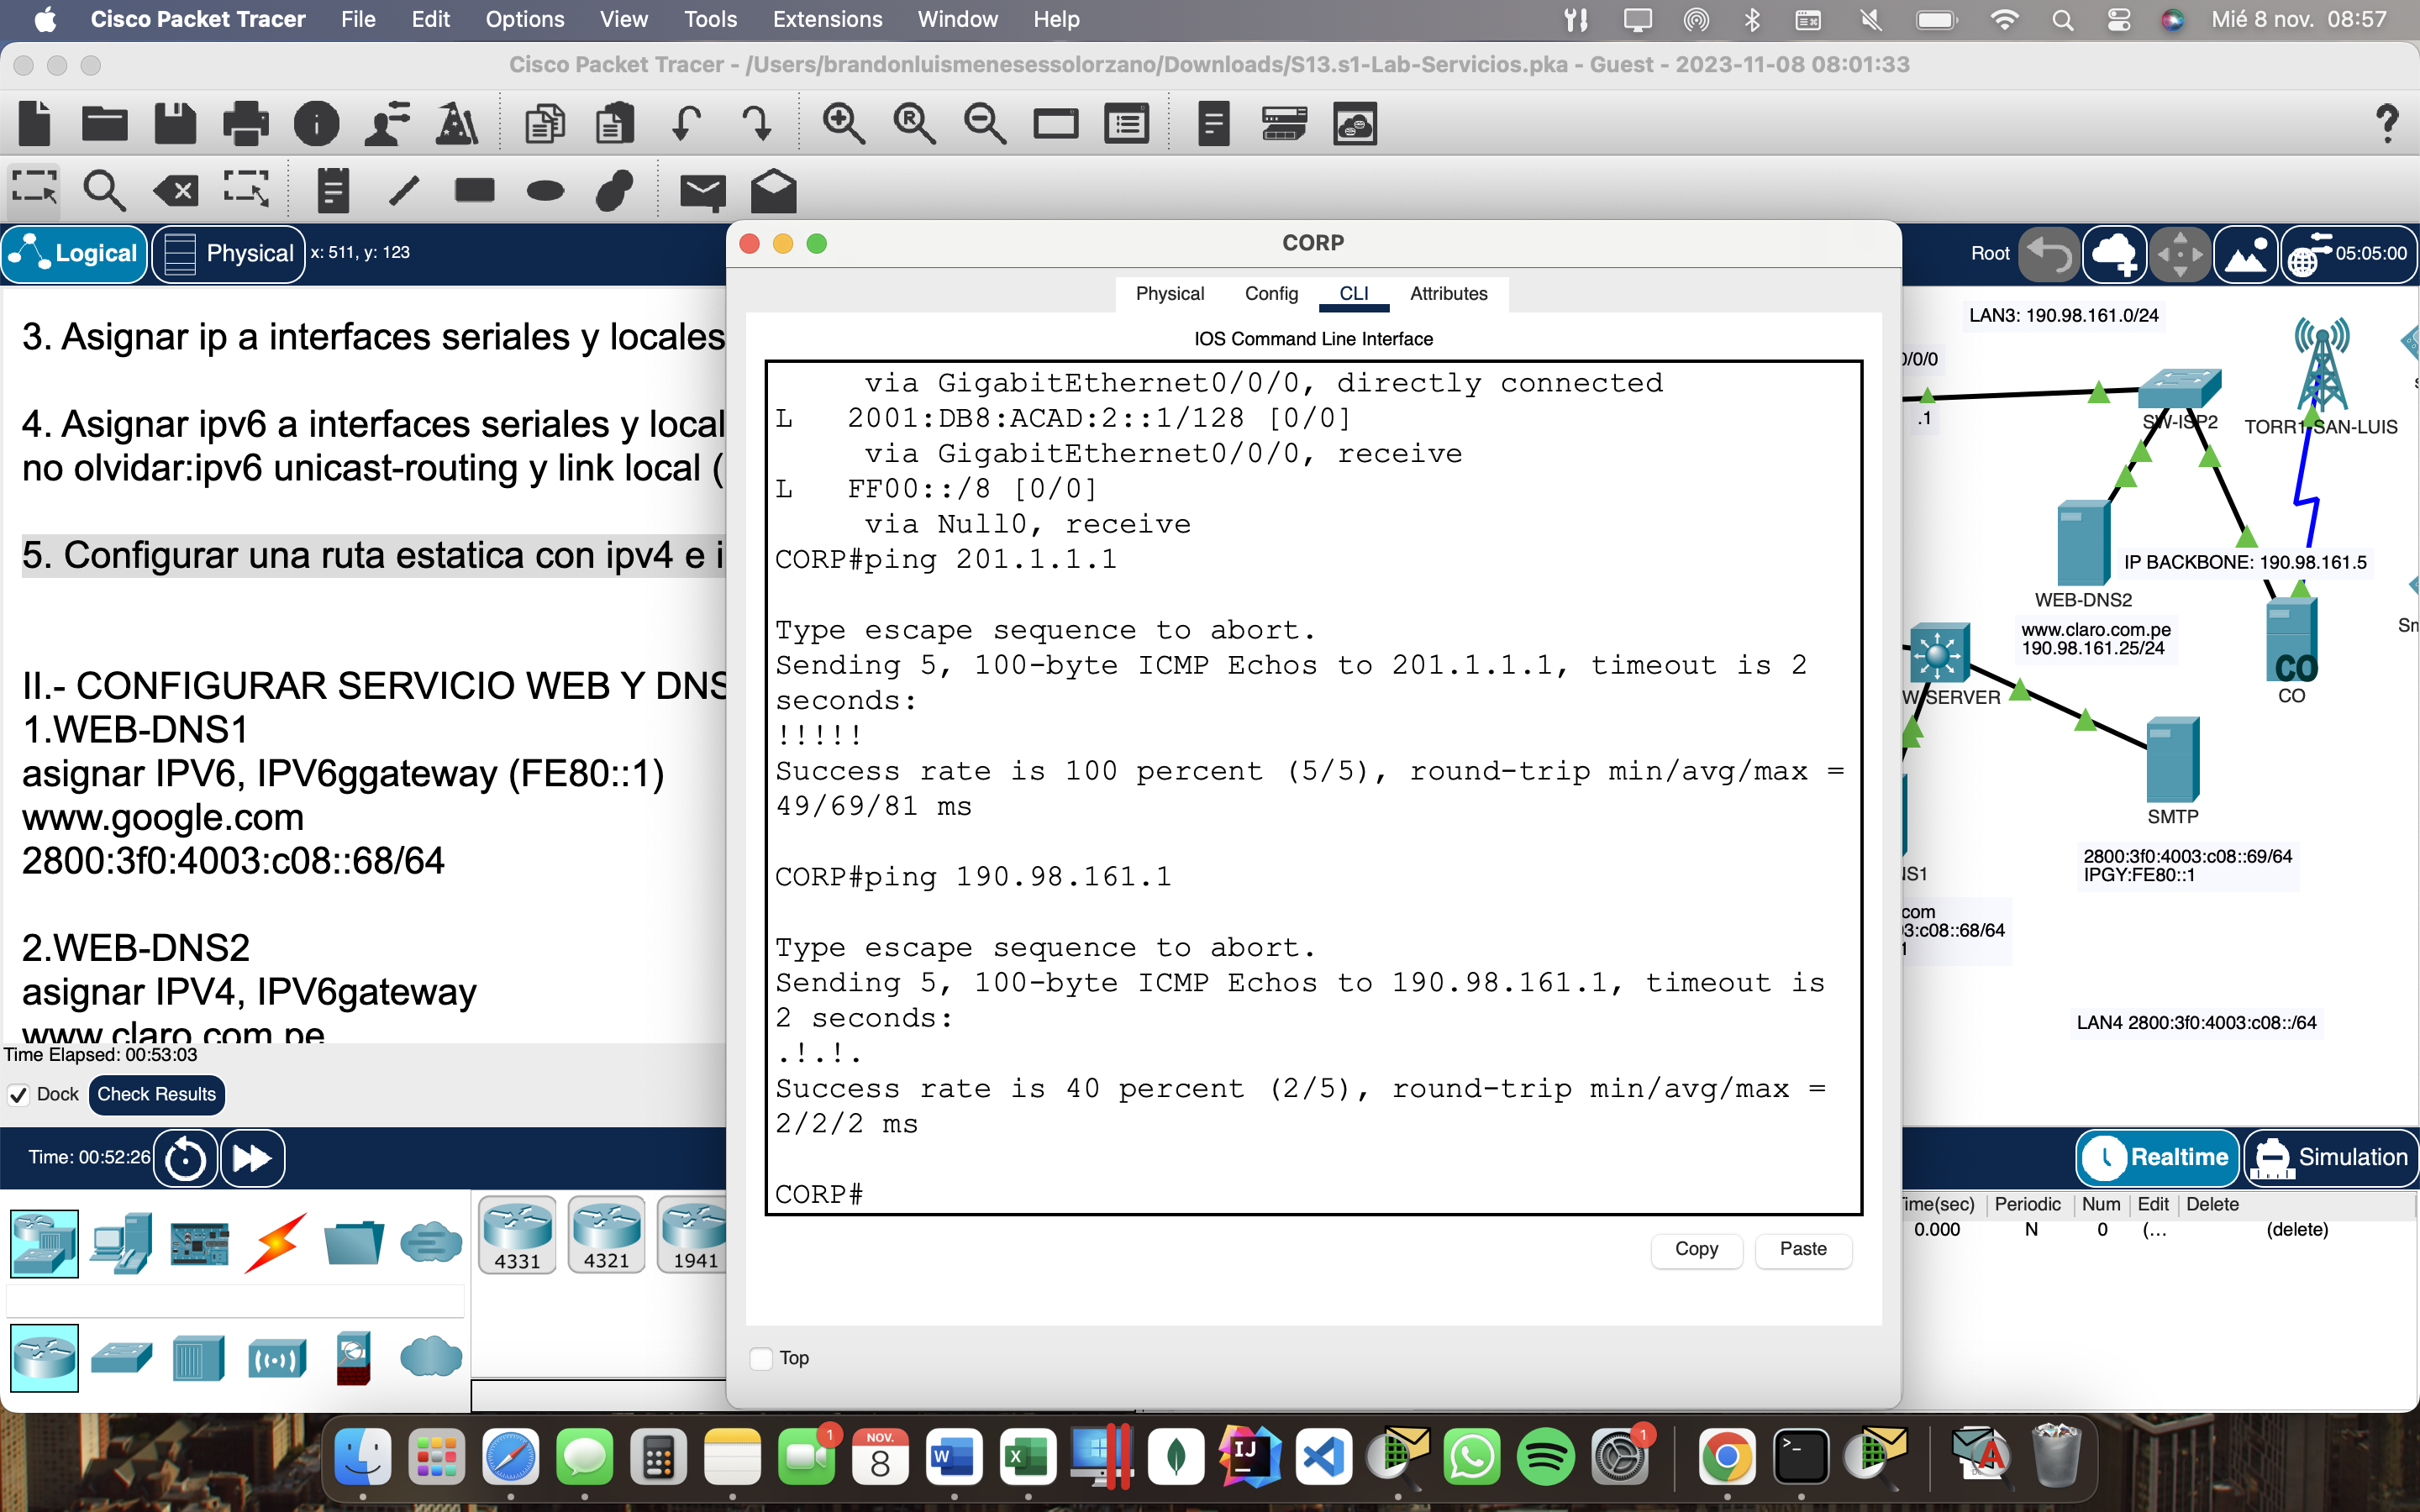 Cisco Packet Tracer File Edit Options View Tools Extensions Window Help
Mié 8 nov. 08:57
Cisco Packet Tracer - /Users/brandonluismenesessolorzano/Downloads/S13.s1-Lab-Servicios.pka - Guest - 2023-11-08 08:01:33
Logical
Physical
x: 511, y: 123
Root
05:05:00
3. Asignar ip a interfaces seriales y locales
4. Asignar ipv6 a interfaces seriales y local
no olvidar:ipv6 unicast-routing y link local (
5. Configurar una ruta estatica con ipv4 e i
II.- CONFIGURAR SERVICIO WEB Y DNS
1.WEB-DNS1
asignar IPV6, IPV6ggateway (FE80::1)
www.google.com
2800:3f0:4003:c08::68/64
2.WEB-DNS2
asignar IPV4, IPV6gateway
www.claro.com.pe
Time Elapsed: 00:53:03
Dock
Check Results
Time: 00:52:26
4331
4321
1941
CORP
Physical Config CLI Attributes
IOS Command Line Interface
via GigabitEthernet0/0/0, directly connected
L 2001:DB8:ACAD:2::1/128 [0/0]
via GigabitEthernet0/0/0, receive
L FF00::/8 [0/0]
via Null0, receive
CORP#ping 201.1.1.1
Type escape sequence to abort.
Sending 5, 100-byte ICMP Echos to 201.1.1.1, timeout is 2
seconds:
!!!!!
Success rate is 100 percent (5/5), round-trip min/avg/max =
49/69/81 ms
CORP#ping 190.98.161.1
Type escape sequence to abort.
Sending 5, 100-byte ICMP Echos to 190.98.161.1, timeout is
2 seconds:
.!.!.
Success rate is 40 percent (2/5), round-trip min/avg/max =
2/2/2 ms
CORP#
Copy
Paste
Top
LAN3: 190.98.161.0/24
0/0/0
.1
SW-ISP2
TORR1-SAN-LUIS
IP BACKBONE: 190.98.161.5
WEB-DNS2
www.claro.com.pe
190.98.161.25/24
CO
CO
W-SERVER
SMTP
2800:3f0:4003:c08::69/64
IPGY:FE80::1
IS1
com
3:c08::68/64
1
LAN4 2800:3f0:4003:c08::/64
Realtime
Simulation
Time(sec) Periodic Num Edit Delete
0.000 N 0 (... (delete)
1
NOV.
8
W
X
IJ
1